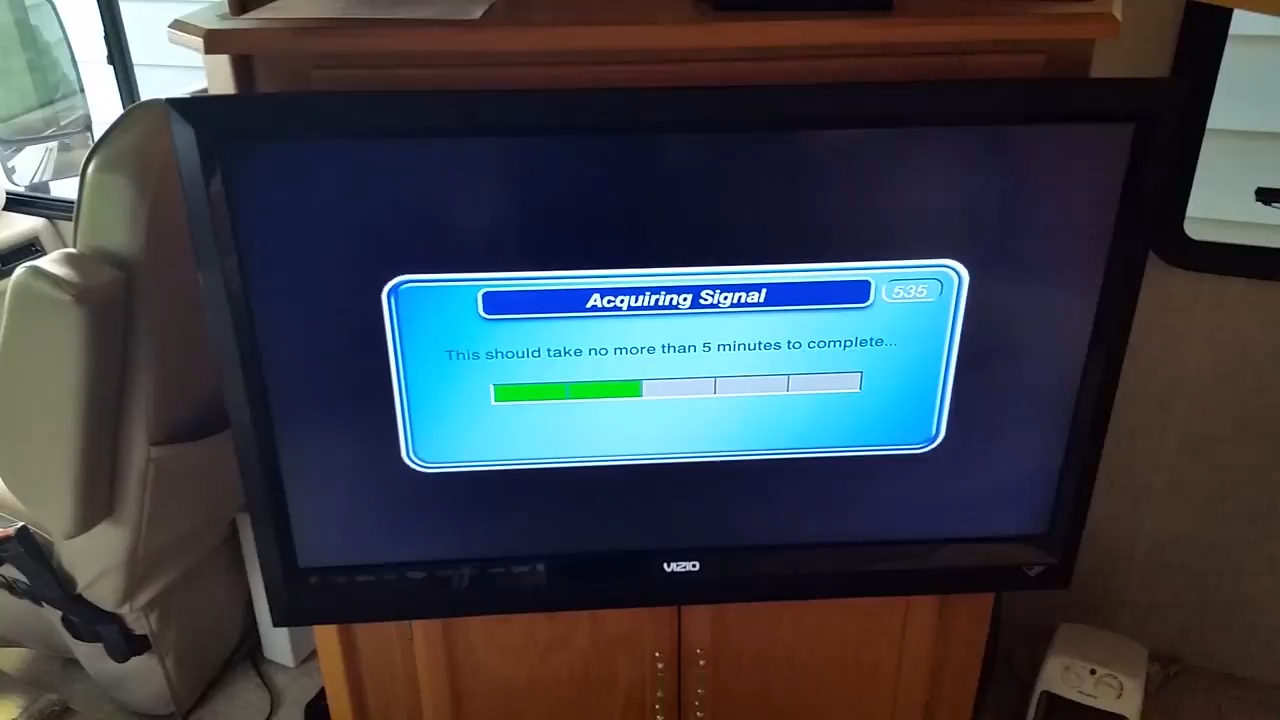 Acquiring Signal
535
This should take no more than 5 minutes to complete...
VIZIO